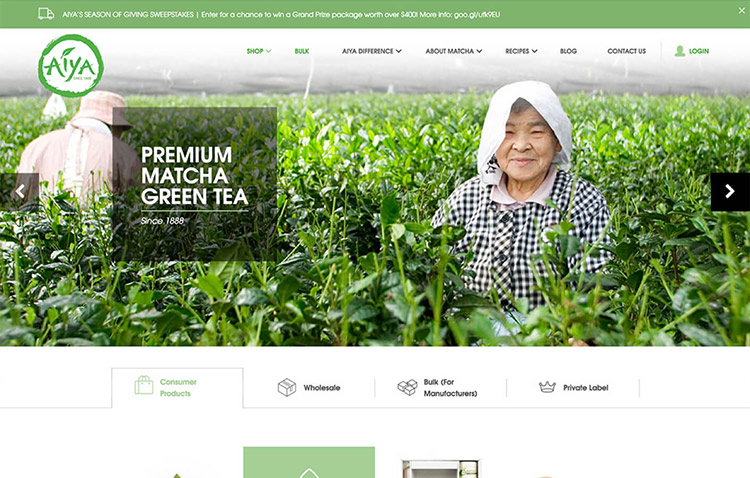 AIYA'S SEASON OF GIVING SWEEPSTAKES | Enter for a chance to win a Grand Prize package worth over $400! More info: goo.gl/ufk9EU
AIYA
SINCE 1888
SHOP
BULK
AIYA DIFFERENCE
ABOUT MATCHA
RECIPES
BLOG
CONTACT US
LOGIN
PREMIUM
MATCHA
GREEN TEA
Since 1888
Consumer
Products
Wholesale
Bulk (For
Manufacturers)
Private Label